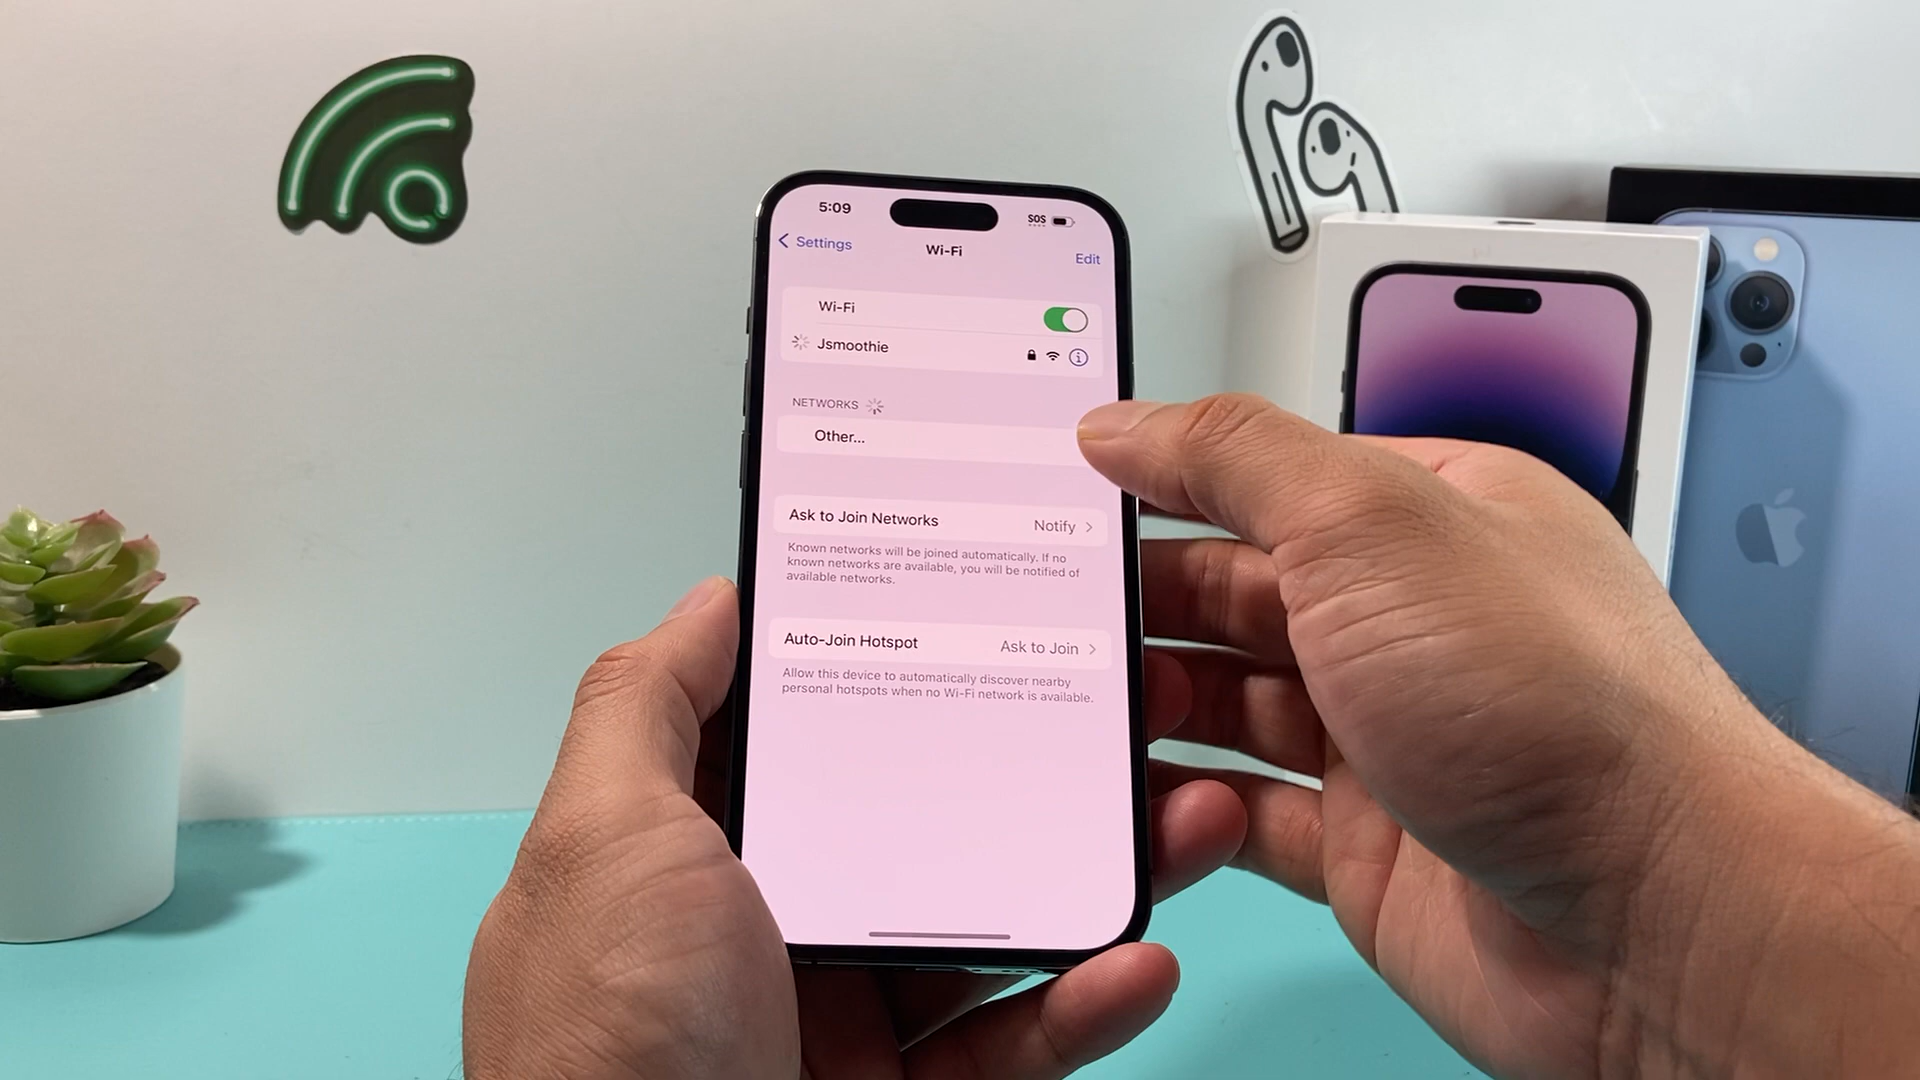 5:09
SOS
Settings
Wi-Fi
Edit
Wi-Fi
Jsmoothie
NETWORKS
Other...
Ask to Join Networks
Notify
Known networks will be joined automatically. If no
known networks are available, you will be notified of
available networks.
Auto-Join Hotspot
Ask to Join
Allow this device to automatically discover nearby
personal hotspots when no Wi-Fi network is available.